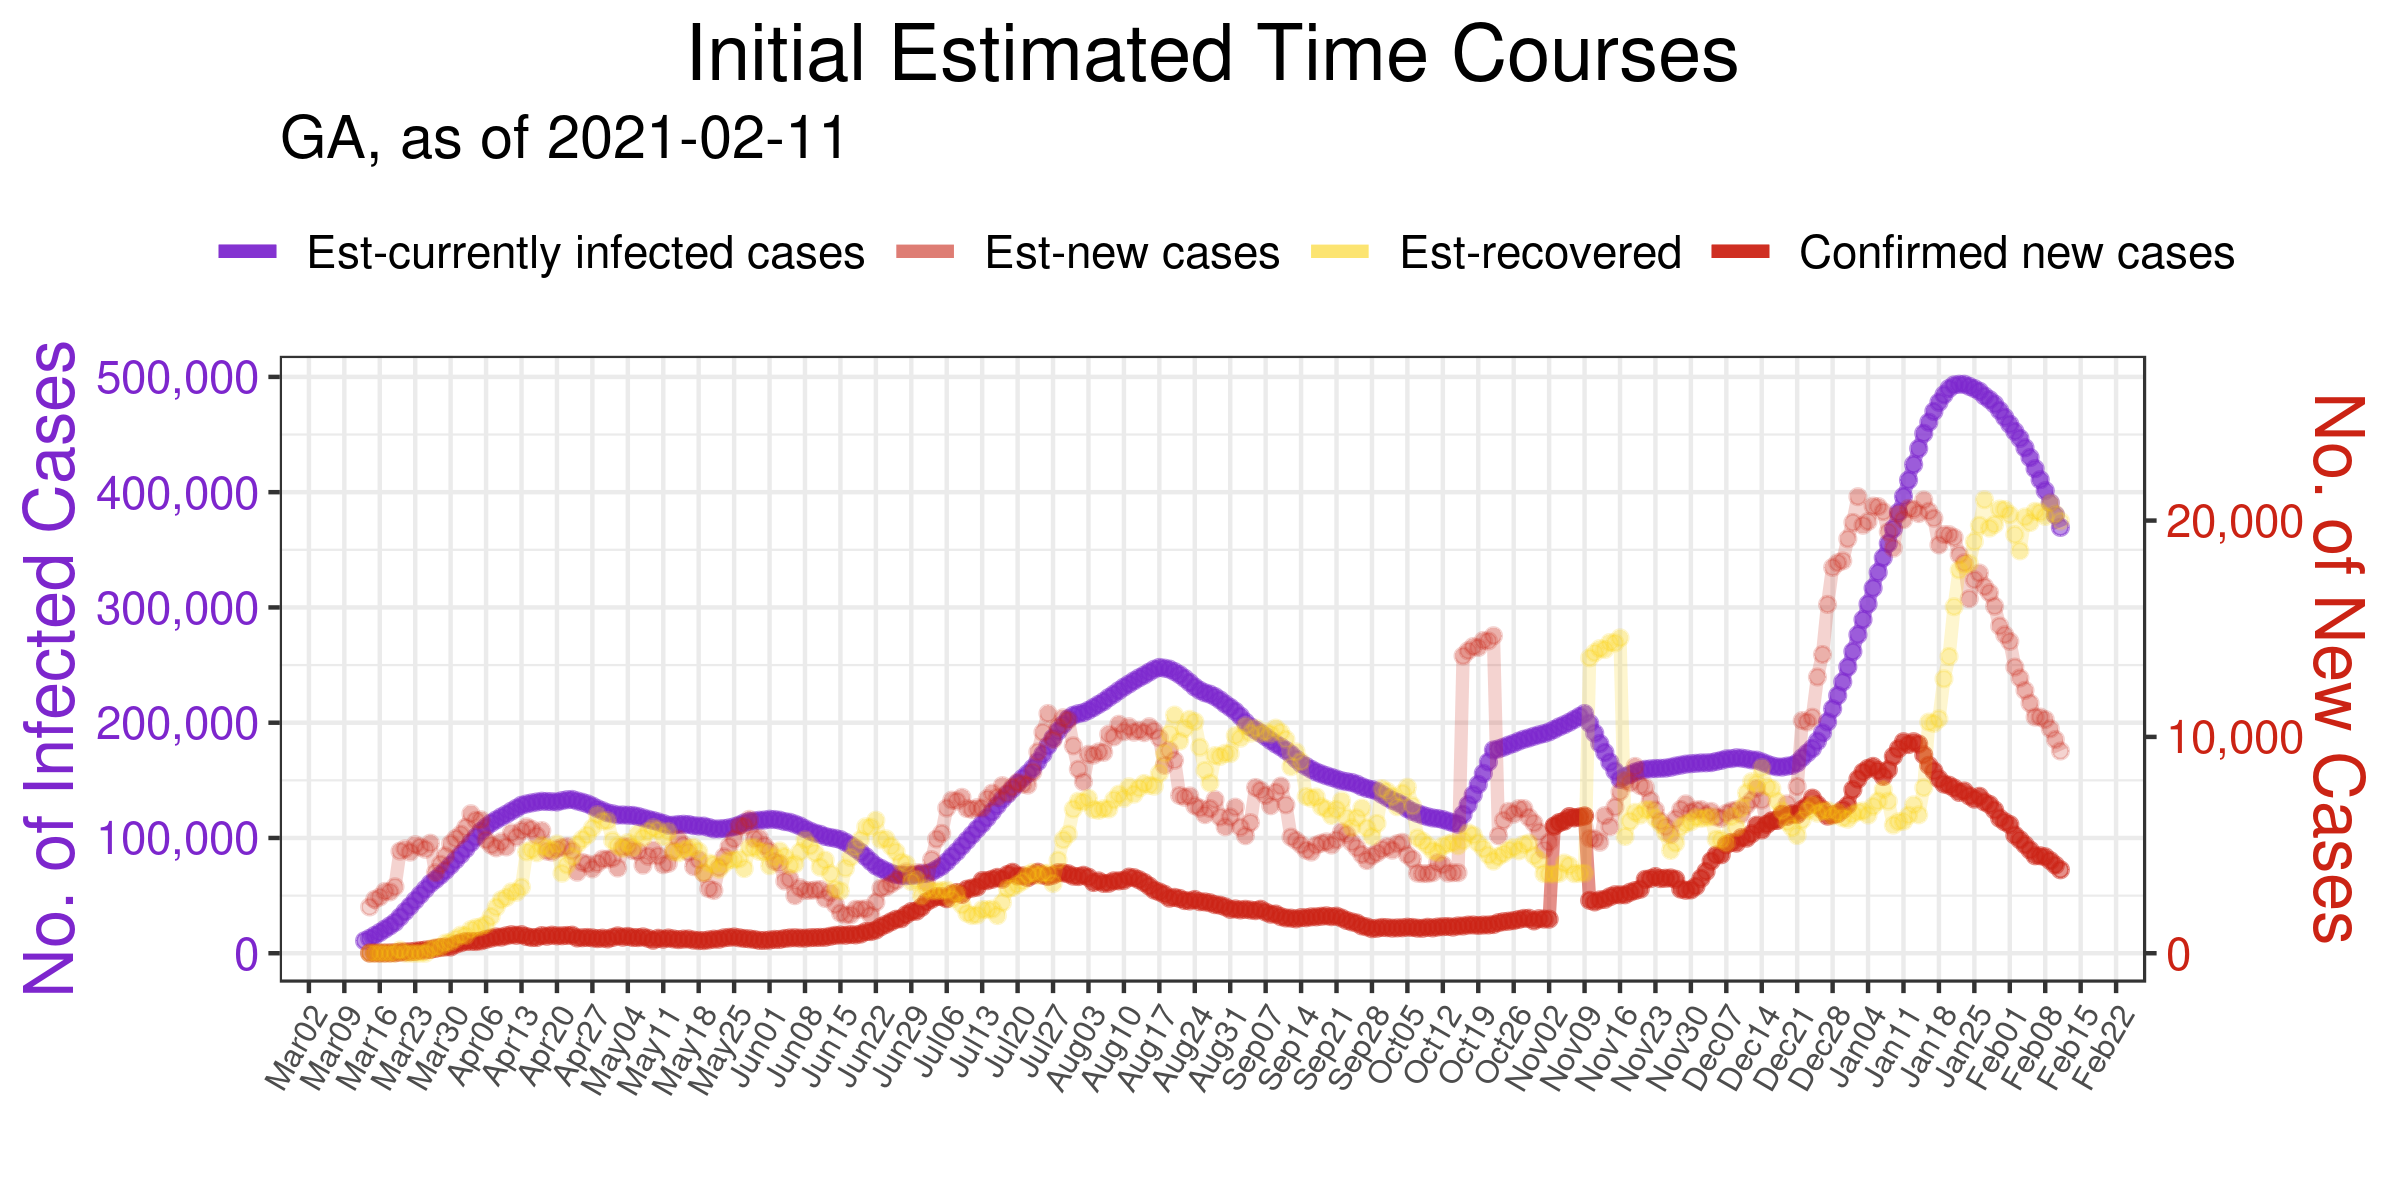 Initial Estimated Time Courses
GA, as of 2021-02-11
Est-currently infected cases
Est-new cases
Est-recovered
Confirmed new cases
No. of Infected Cases
500,000
400,000
300,000
200,000
100,000
0
20,000
10,000
0
No. of New Cases
Mar02
Mar09
Mar16
Mar23
Mar30
Apr06
Apr13
Apr20
Apr27
May04
May11
May18
May25
Jun01
Jun08
Jun15
Jun22
Jun29
Jul06
Jul13
Jul20
Jul27
Aug03
Aug10
Aug17
Aug24
Aug31
Sep07
Sep14
Sep21
Sep28
Oct05
Oct12
Oct19
Oct26
Nov02
Nov09
Nov16
Nov23
Nov30
Dec07
Dec14
Dec21
Dec28
Jan04
Jan11
Jan18
Jan25
Feb01
Feb08
Feb15
Feb22